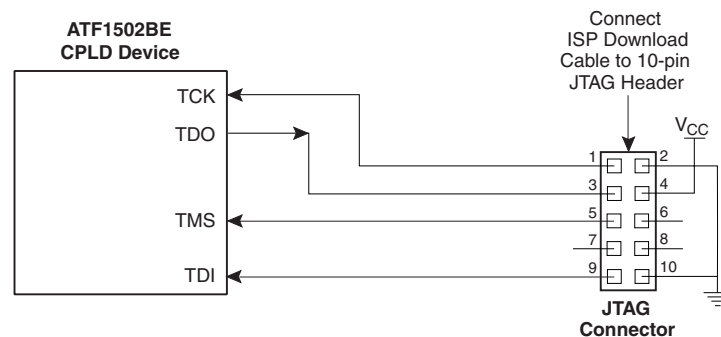 ATF1502BE
CPLD Device
TCK
TDO
TMS
TDI
Connect
ISP Download
Cable to 10-pin
JTAG Header
VCC
1 2
3 4
5 6
7 8
9 10
JTAG
Connector